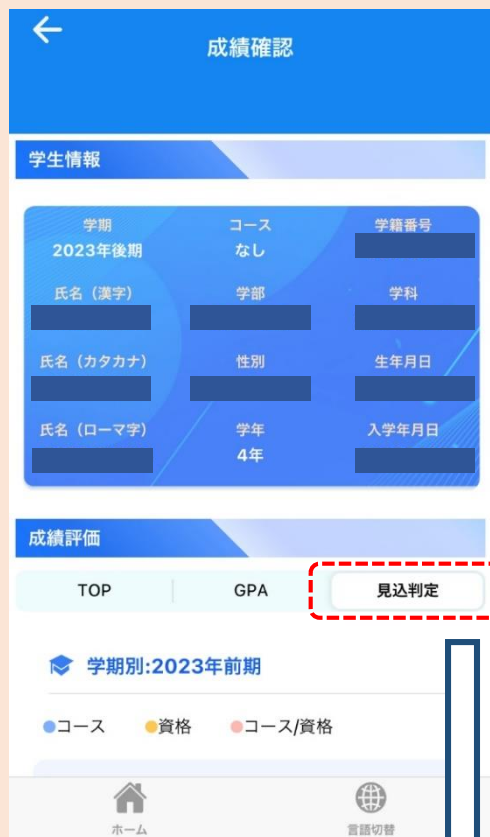 成績確認
学生情報
学期 コース 学籍番号
2023年後期 なし
氏名（漢字） 学部 学科
氏名（カタカナ） 性別 生年月日
氏名（ローマ字） 学年 入学年月日
4年
成績評価
TOP GPA 見込判定
学期別:2023年前期
コース 資格 コース/資格
ホーム 言語切替